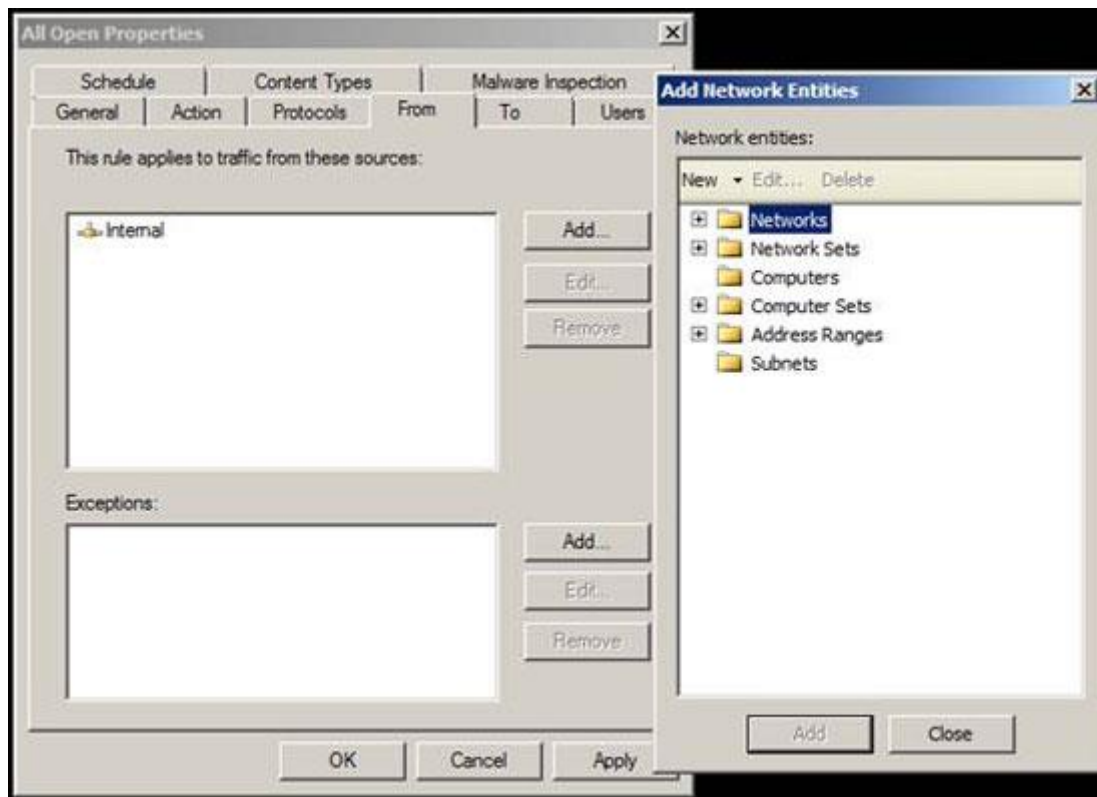 All Open Properties
Schedule Content Types Malware Inspection
General Action Protocols From To Users
This rule applies to traffic from these sources:
Internal
Add...
Edit...
Remove
Exceptions:
Add...
Edit...
Remove
OK Cancel Apply
Add Network Entities
Network entities:
New Edit... Delete
Networks
Network Sets
Computers
Computer Sets
Address Ranges
Subnets
Add Close